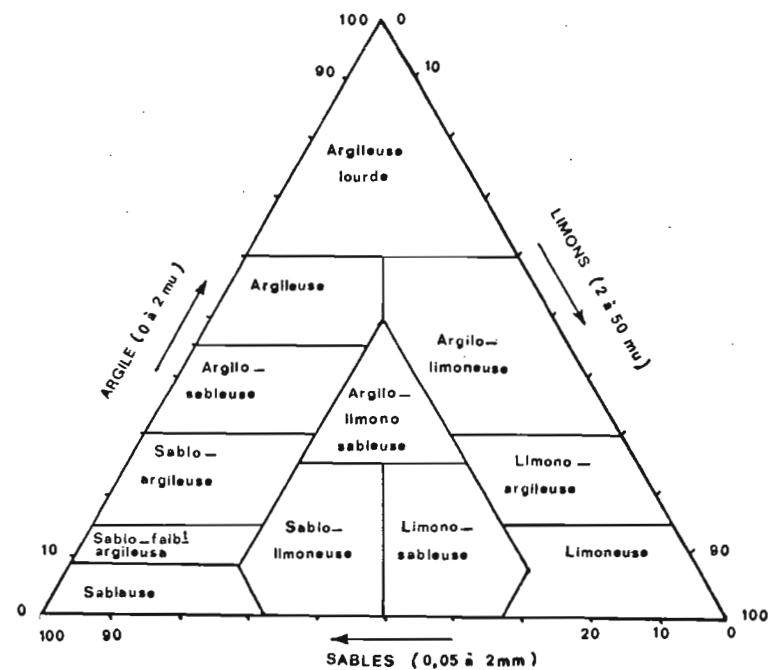 100 0
90 10
Argileuse
lourde
LIMONS (2 à 50 mu)
ARGILE (0 à 2 mu)
Argileuse
Argilo—
limoneuse
Argilo—
sableuse
Argilo—
limono
sableuse
Sablo—
argileuse
Limono—
argileuse
Sablo—faibt
argileuse
Sablo—
limoneuse
Limono—
sableuse
Limoneuse
10 90
Sableuse
0 100
100 90 20 10 0
SABLES (0,05 à 2mm)